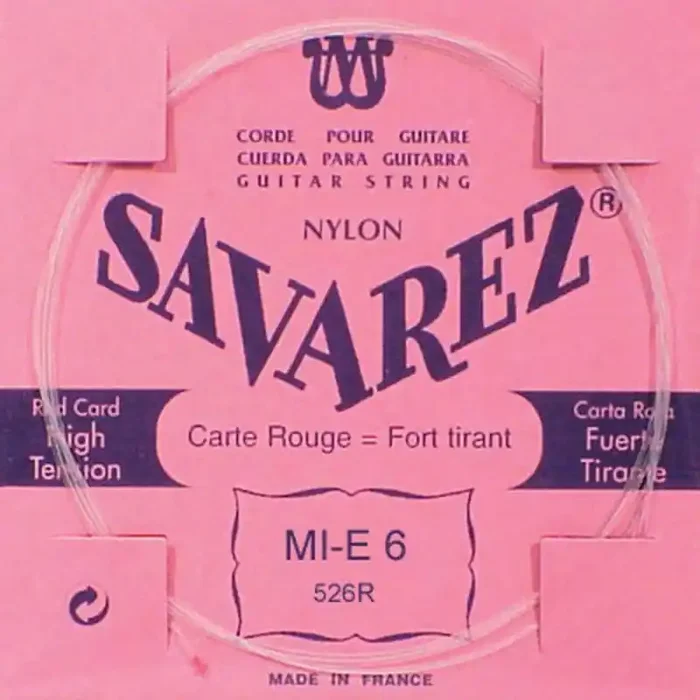 CORDE POUR GUITARE
CUERDA PARA GUITARRA
GUITAR STRING
NYLON
SAVAREZ®
Red Card
High
Tension
Carte Rouge = Fort tirant
Carta Roja
Fuerte
Tirante
MI-E 6
526R
MADE IN FRANCE